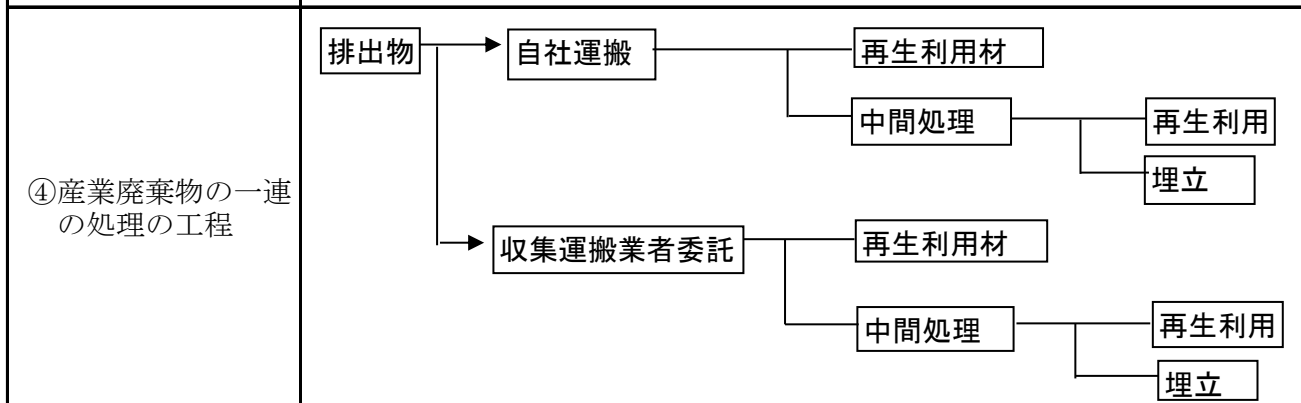 ④産業廃棄物の一連
の処理の工程
排出物
自社運搬
再生利用材
中間処理
再生利用
埋立
収集運搬業者委託
再生利用材
中間処理
再生利用
埋立